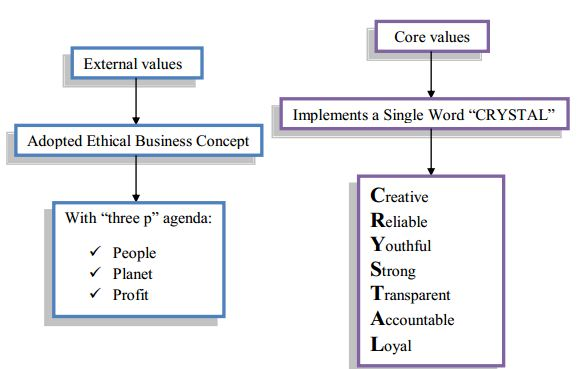 External values
Adopted Ethical Business Concept
With “three p” agenda:
✓ People
✓ Planet
✓ Profit
Core values
Implements a Single Word “CRYSTAL”
Creative
Reliable
Youthful
Strong
Transparent
Accountable
Loyal